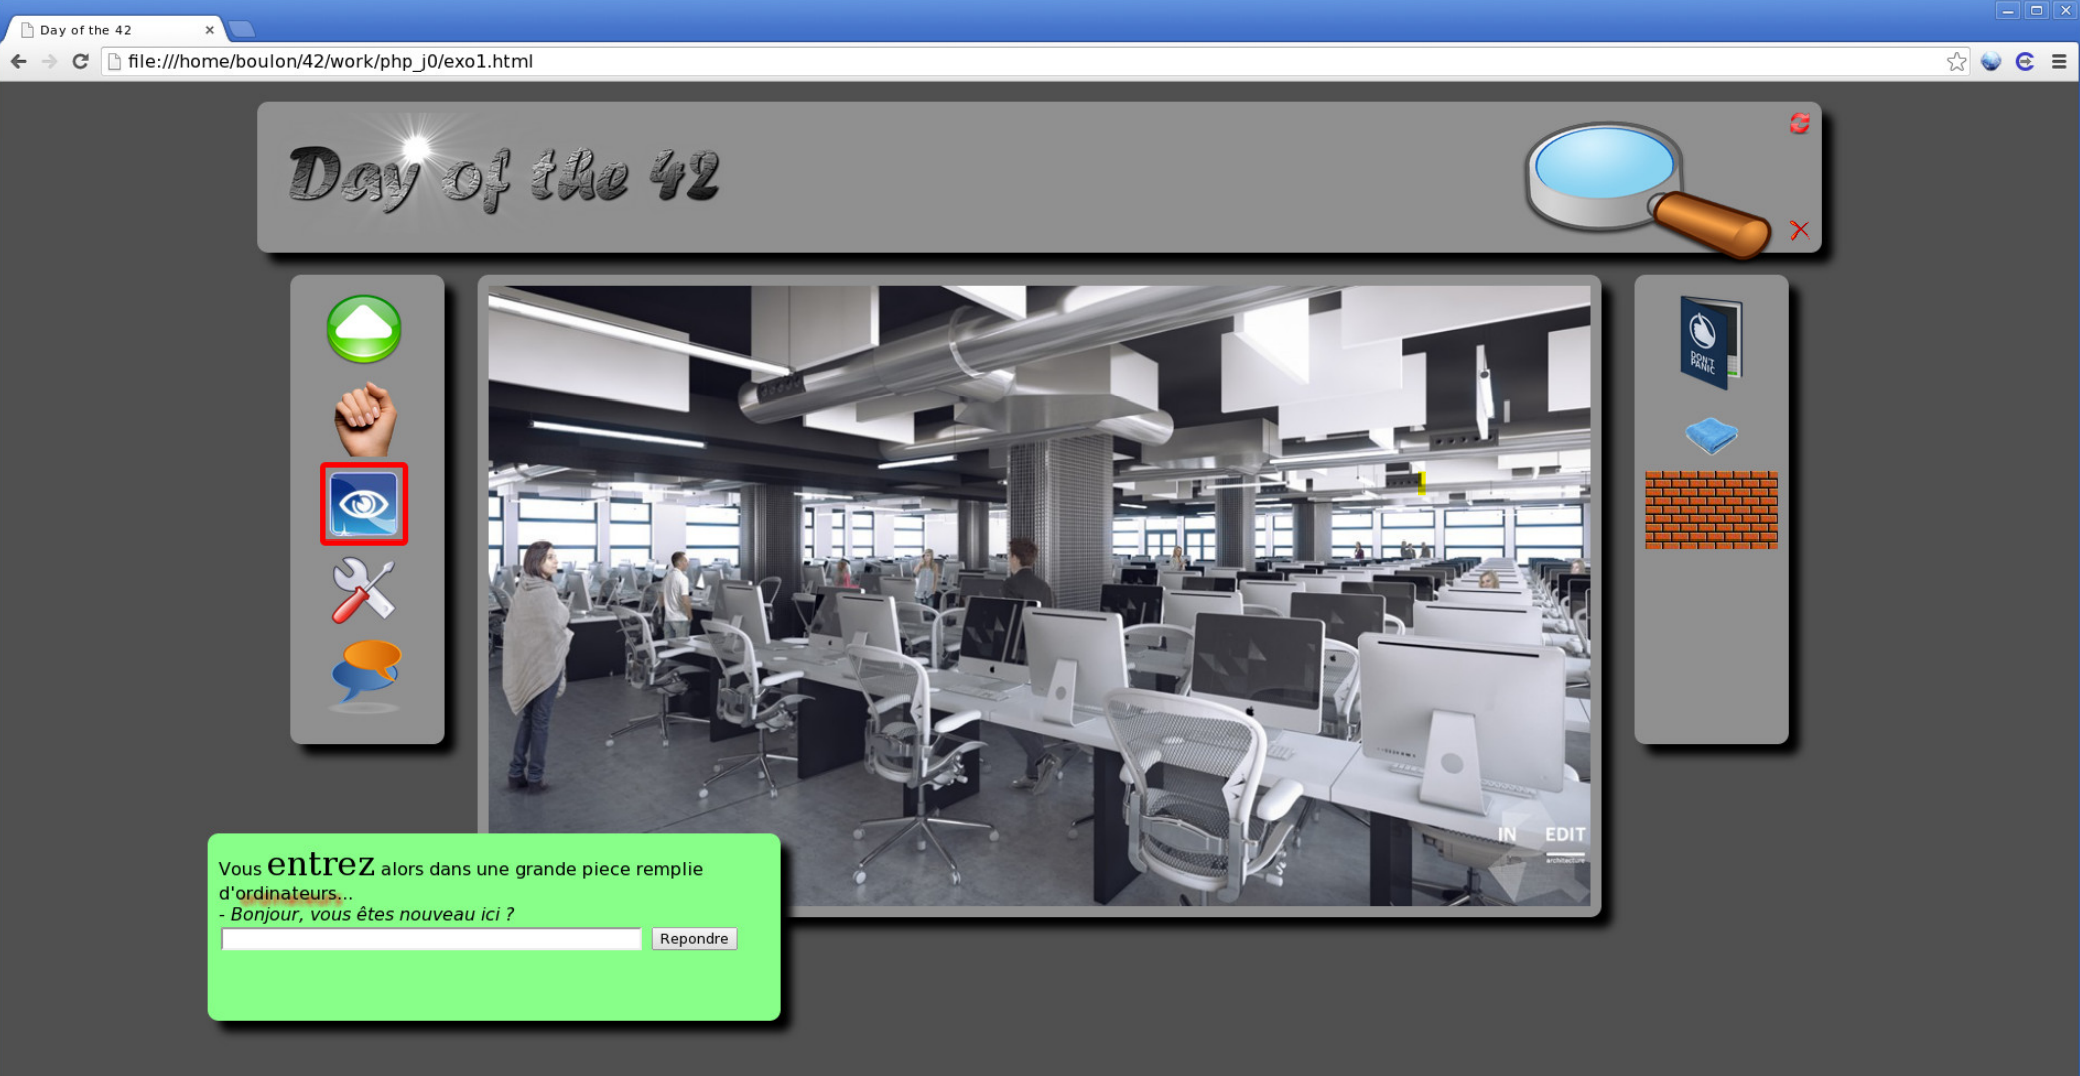 Day of the 42
file:///home/boulon/42/work/php_j0/exo1.html
Day of the 42
DON'T
PANIC
IN EDIT
architecture
Vous entrez alors dans une grande piece remplie
d'ordinateurs...
- Bonjour, vous êtes nouveau ici ?
Repondre